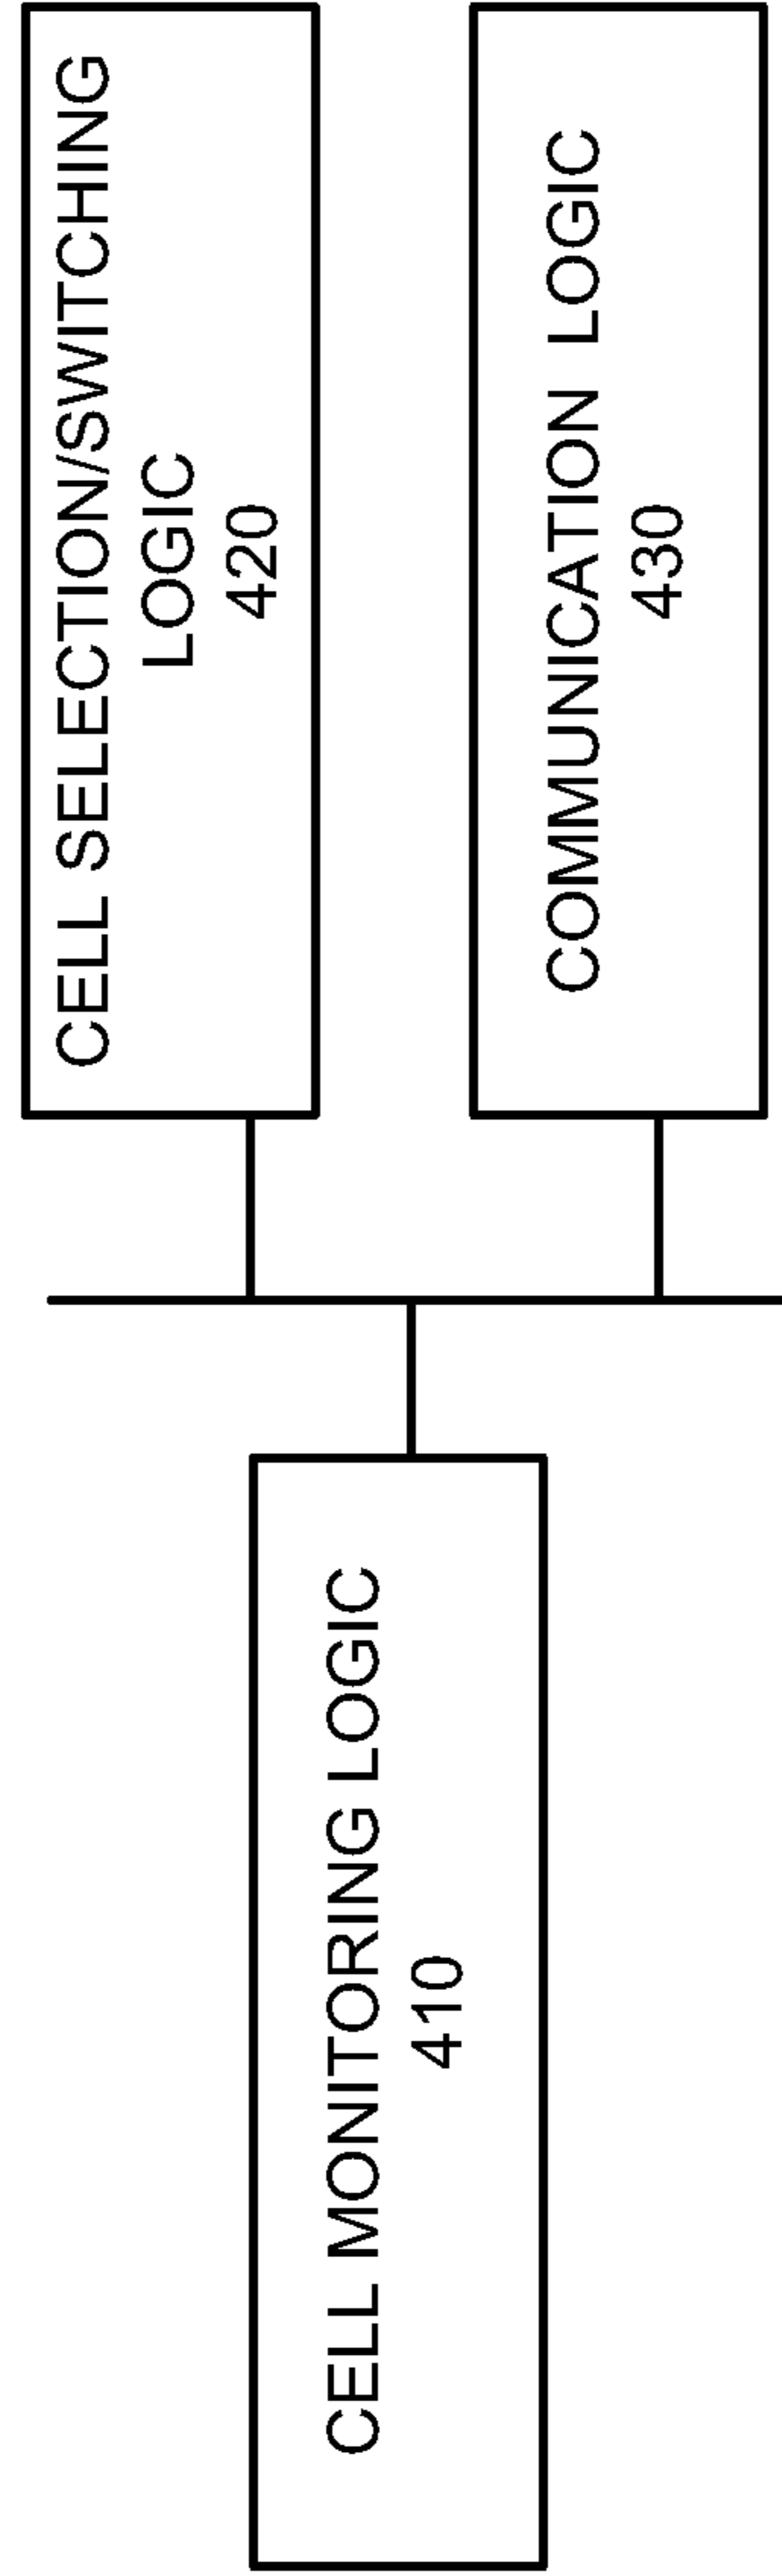 CELL MONITORING LOGIC
410
CELL SELECTION/SWITCHING
LOGIC
420
COMMUNICATION LOGIC
430